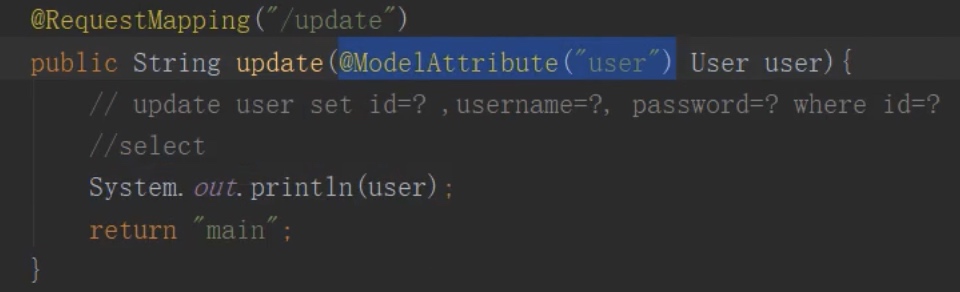 @RequestMapping("/update")
public String update(@ModelAttribute("user") User user){
// update user set id=? ,username=?, password=? where id=?
//select
System.out.println(user);
return "main";
}